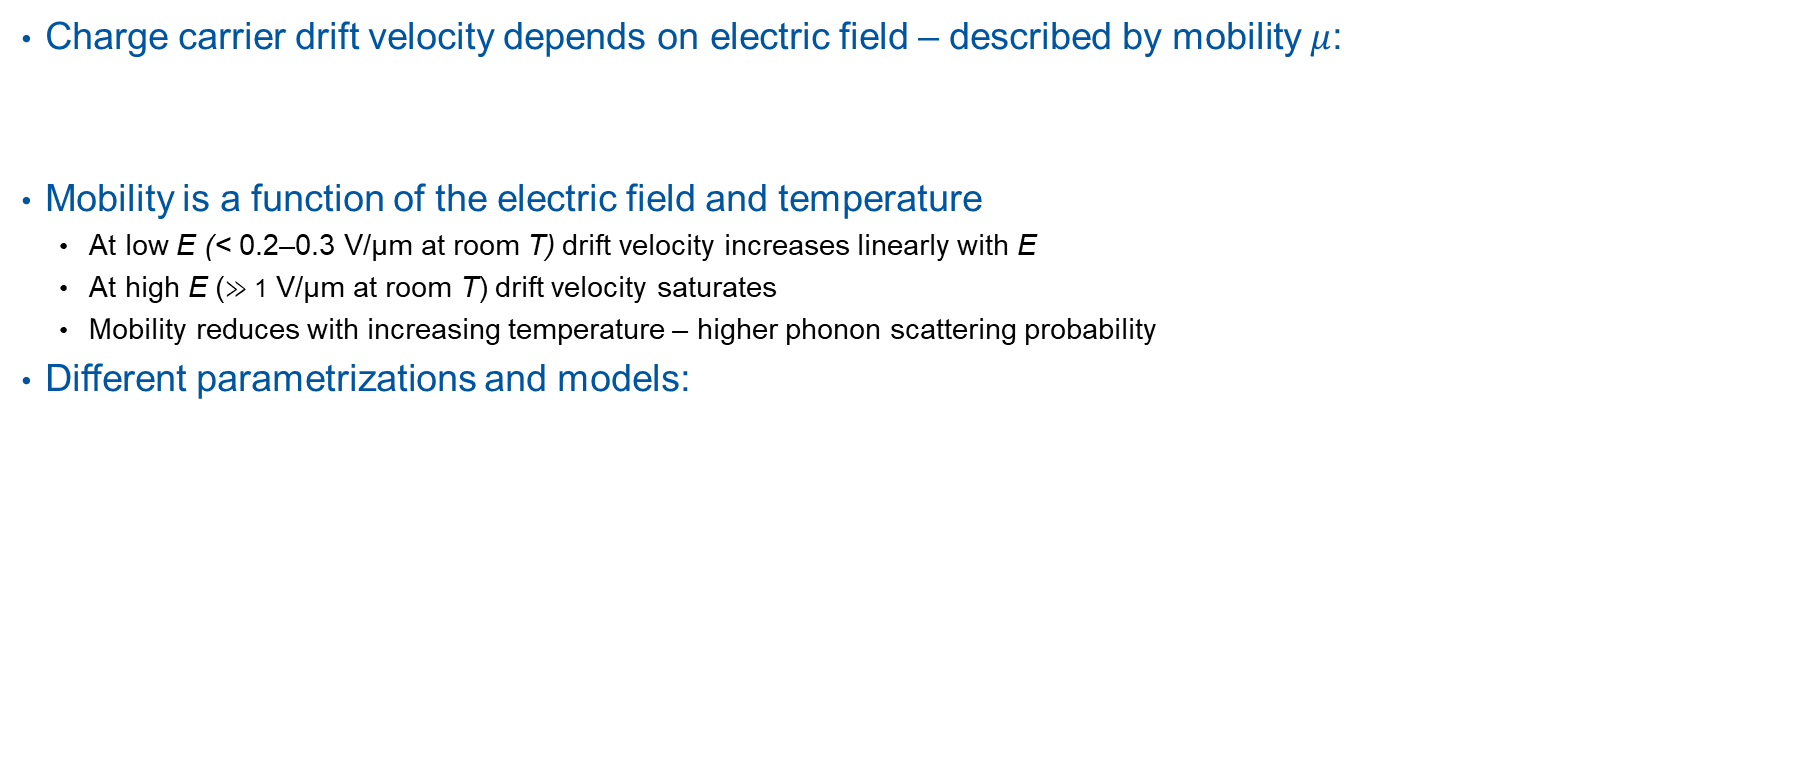 • Charge carrier drift velocity depends on electric field – described by mobility μ:
• Mobility is a function of the electric field and temperature
• At low E (< 0.2–0.3 V/μm at room T) drift velocity increases linearly with E
• At high E (≫ 1 V/μm at room T) drift velocity saturates
• Mobility reduces with increasing temperature – higher phonon scattering probability
• Different parametrizations and models: